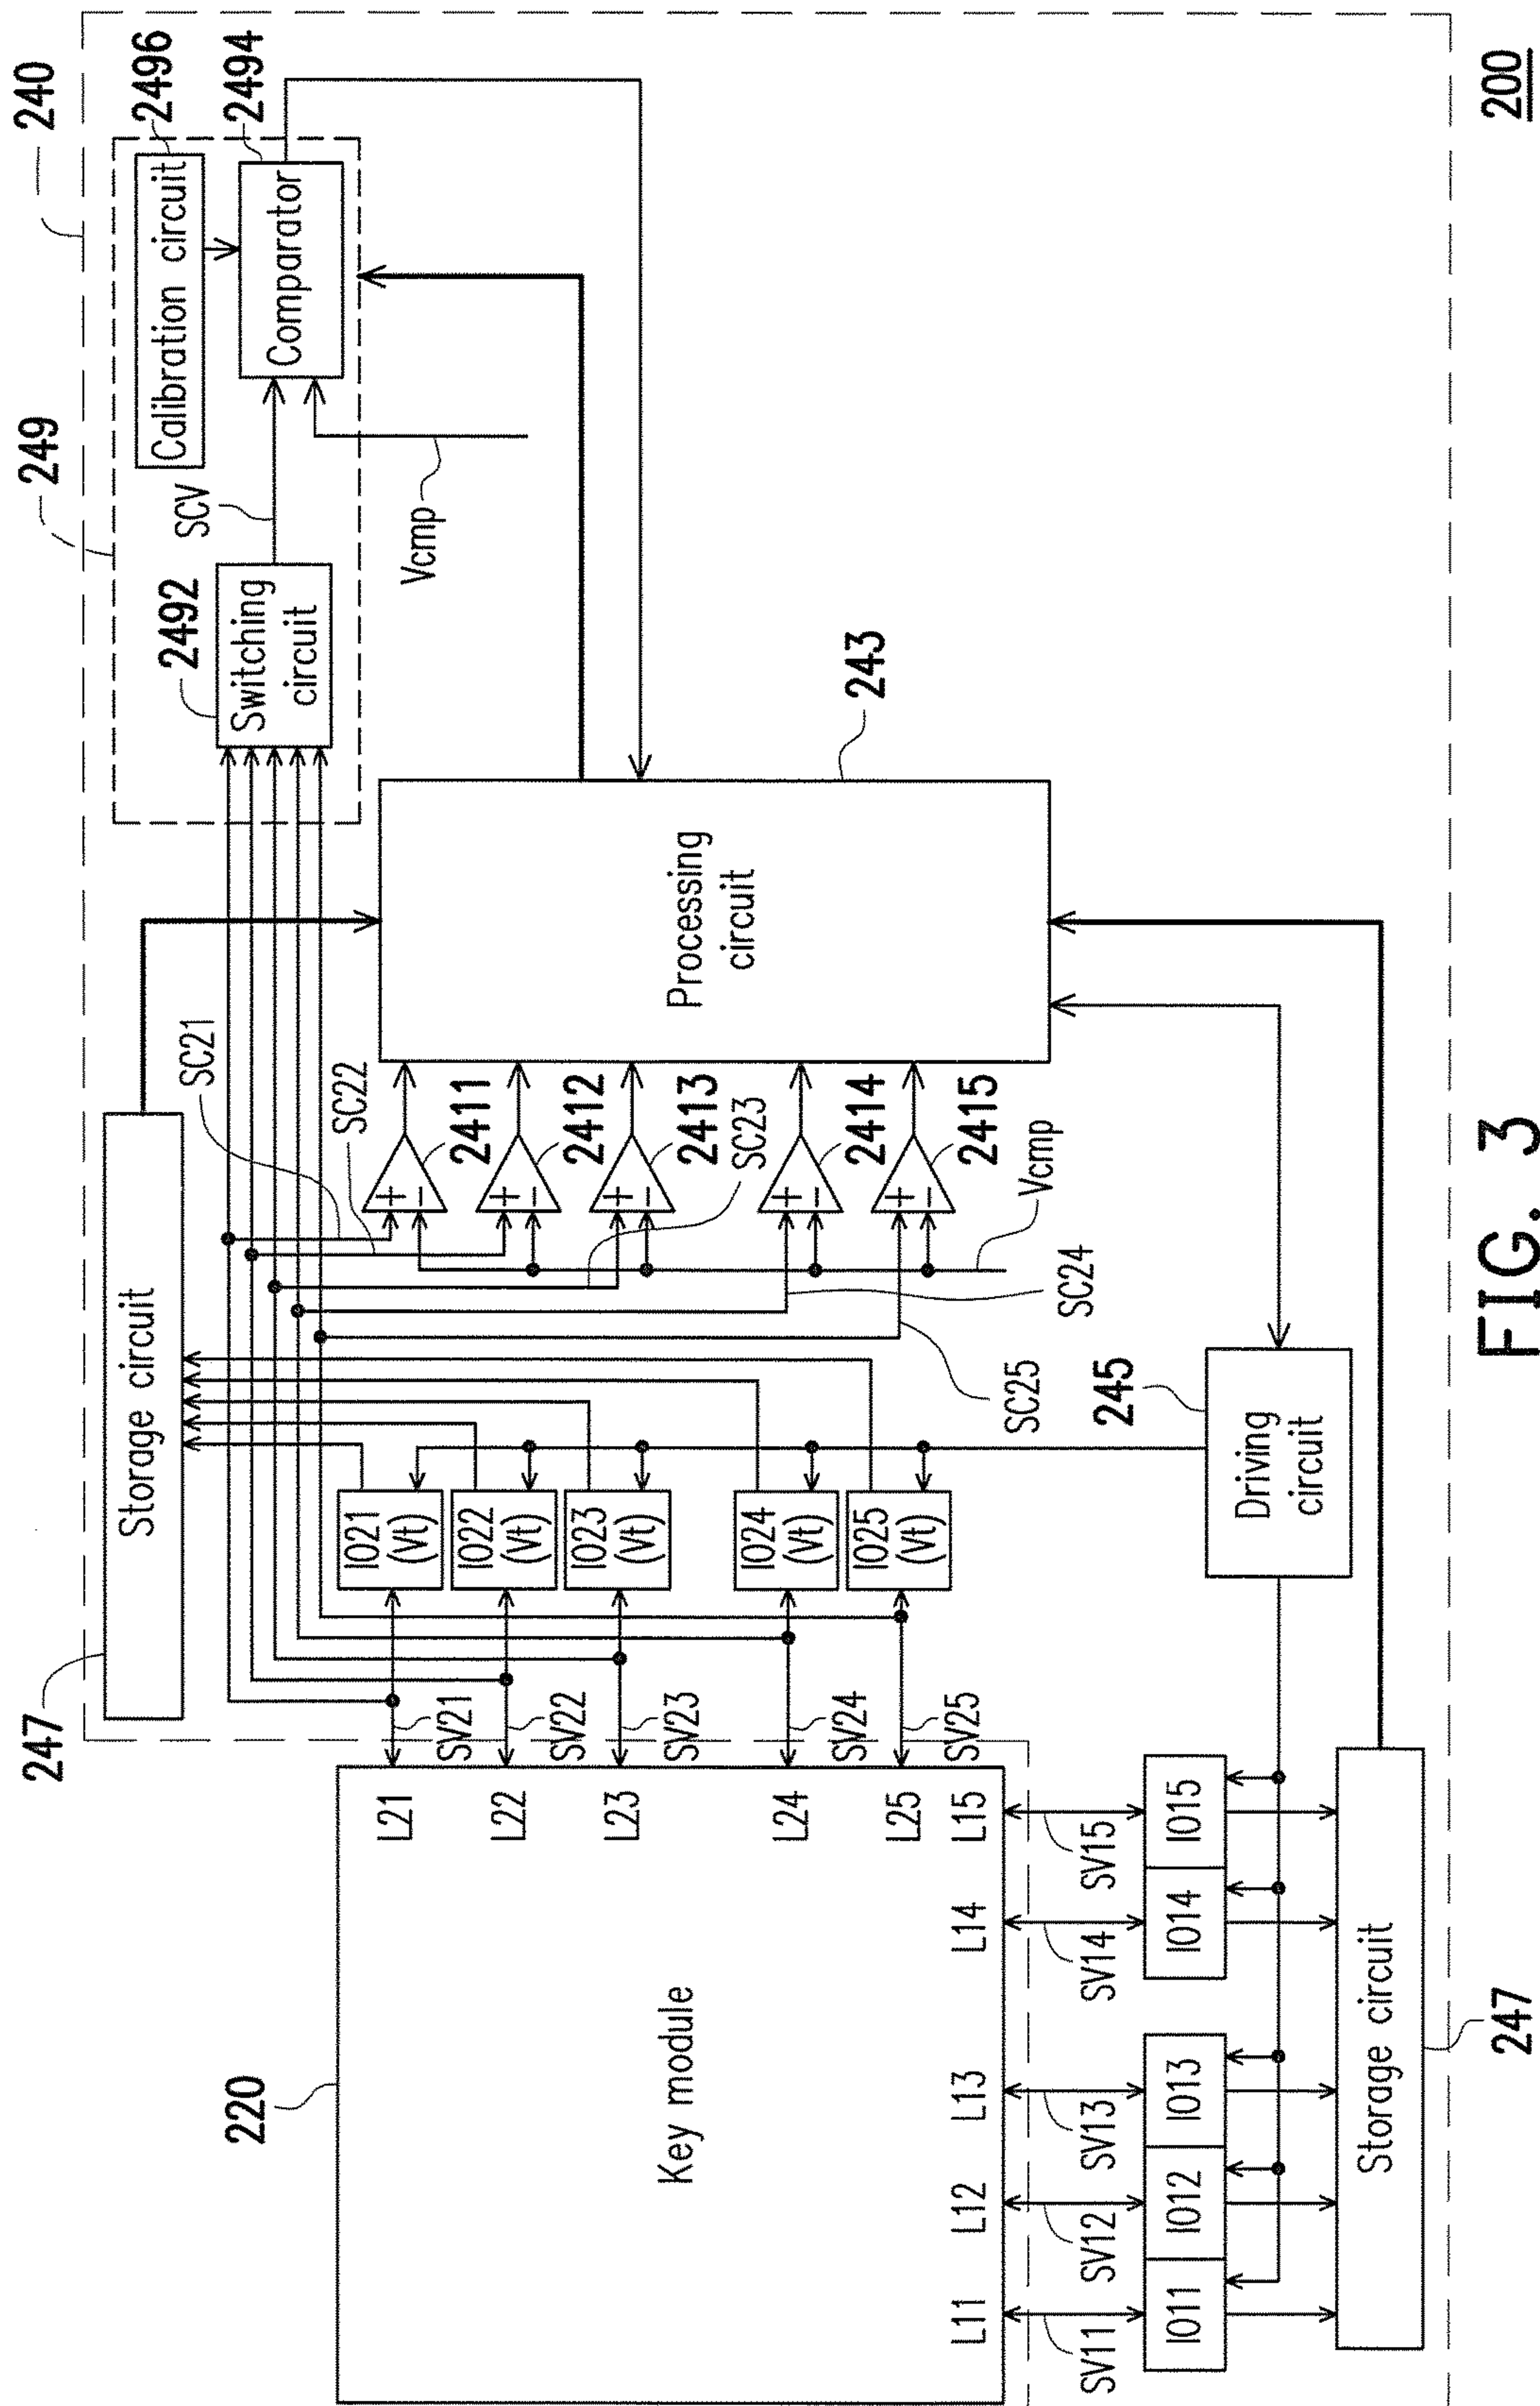 240
249
2496
Calibration circuit
2494
Comparator
2492
Switching
circuit
SCV
Vcmp
247
Storage circuit
SC21
SC22
2411
2412
2413
SC23
2414
2415
Vcmp
SC24
SC25
Processing
circuit
243
IO21
(Vt)
IO22
(Vt)
IO23
(Vt)
IO24
(Vt)
IO25
(Vt)
245
Driving
circuit
220
Key module
L21
L22
L23
L24
L25
SV21
SV22
SV23
SV24
SV25
L11
L12
L13
L14
L15
SV11
SV12
SV13
SV14
SV15
IO11
IO12
IO13
IO14
IO15
Storage circuit
247
FIG. 3
200